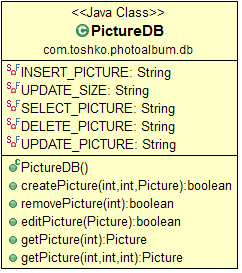 <<Java Class>>
PictureDB
com.toshko.photoalbum.db
INSERT_PICTURE: String
UPDATE_SIZE: String
SELECT_PICTURE: String
DELETE_PICTURE: String
UPDATE_PICTURE: String
PictureDB()
createPicture(int,int,Picture):boolean
removePicture(int):boolean
editPicture(Picture):boolean
getPicture(int):Picture
getPicture(int,int,int):Picture